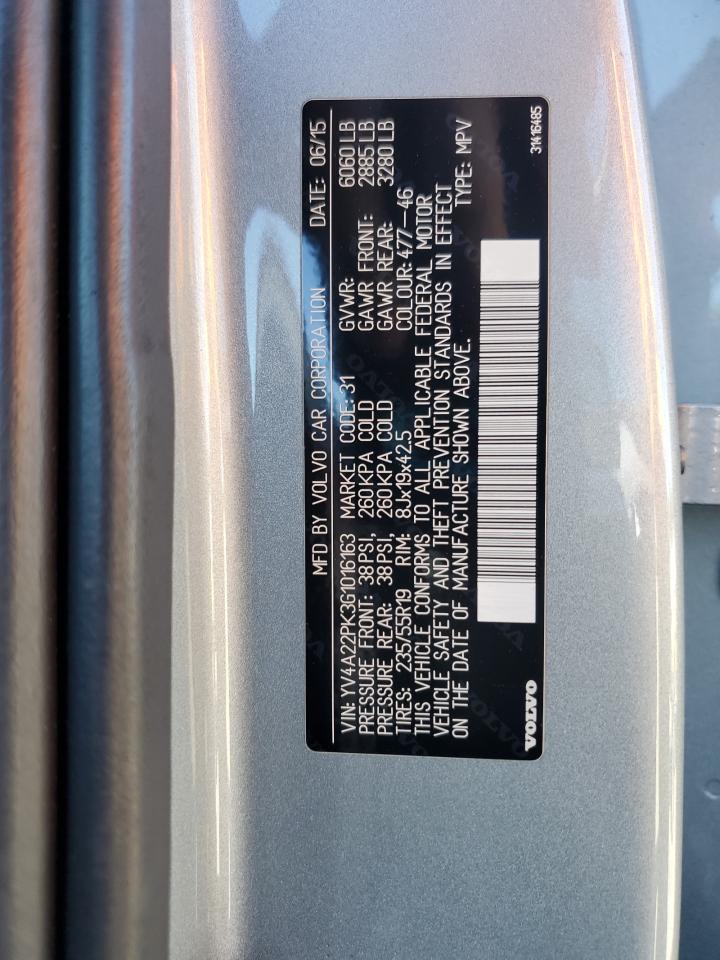 MFD BY VOLVO CAR CORPORATION DATE: 06/15
VIN: YV4A22PK3G1016163 MARKET CODE: 31 GVWR: 6060 LB
PRESSURE FRONT: 38 PSI, 260 KPA COLD GAWR FRONT: 2885 LB
PRESSURE REAR: 38 PSI, 260 KPA COLD GAWR REAR: 3280 LB
TIRES: 235/55R19 RIM: 8Jx19x42.5 COLOUR: 477-46
THIS VEHICLE CONFORMS TO ALL APPLICABLE FEDERAL MOTOR
VEHICLE SAFETY AND THEFT PREVENTION STANDARDS IN EFFECT
ON THE DATE OF MANUFACTURE SHOWN ABOVE. TYPE: MPV
VOLVO 31416485